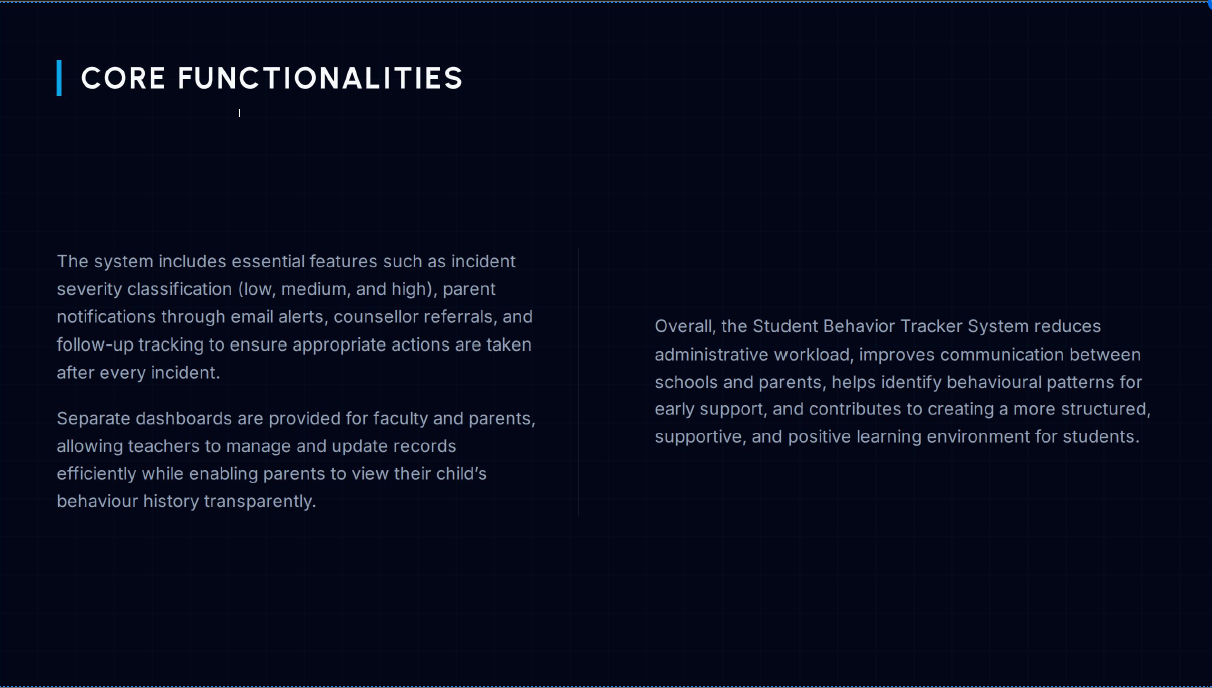 CORE FUNCTIONALITIES
The system includes essential features such as incident
severity classification (low, medium, and high), parent
notifications through email alerts, counsellor referrals, and
follow-up tracking to ensure appropriate actions are taken
after every incident.
Separate dashboards are provided for faculty and parents,
allowing teachers to manage and update records
efficiently while enabling parents to view their child’s
behaviour history transparently.
Overall, the Student Behavior Tracker System reduces
administrative workload, improves communication between
schools and parents, helps identify behavioural patterns for
early support, and contributes to creating a more structured,
supportive, and positive learning environment for students.